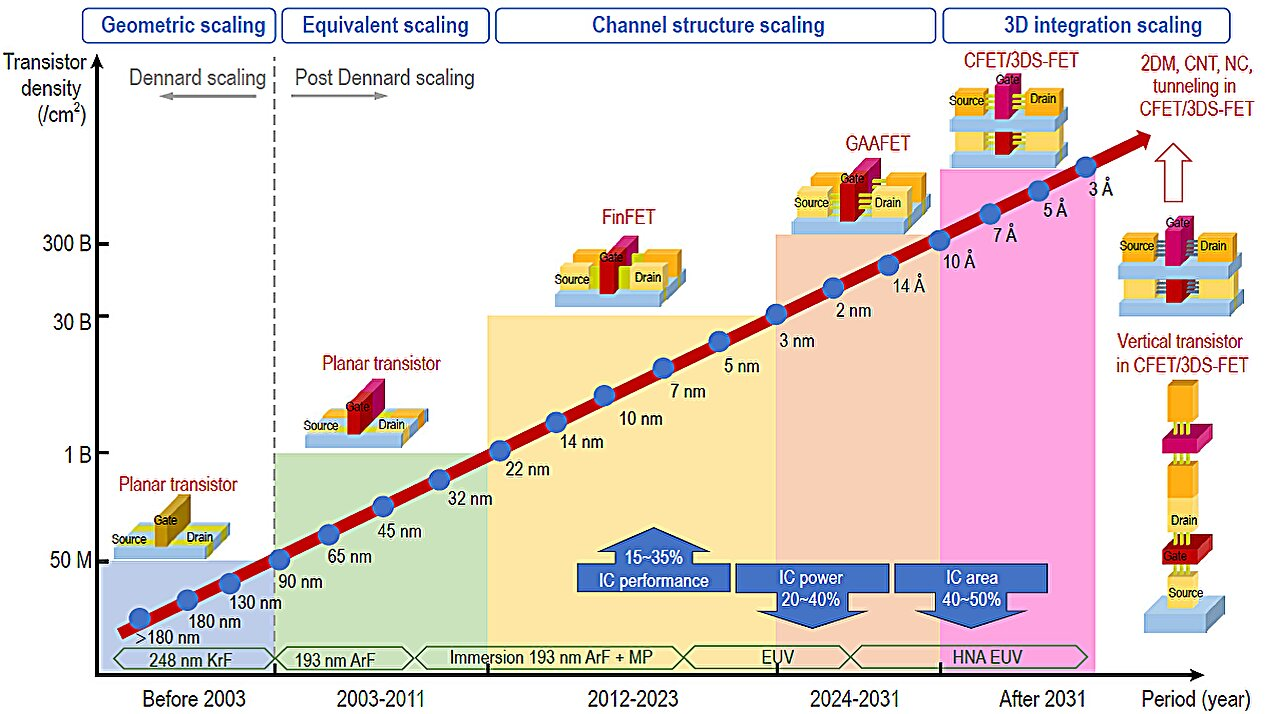 Geometric scaling
Equivalent scaling
Channel structure scaling
3D integration scaling
Transistor
density
(/cm²)
Dennard scaling
Post Dennard scaling
CFET/3DS-FET
Gate
Source
Drain
Gate
2DM, CNT, NC,
tunneling in
CFET/3DS-FET
GAAFET
Gate
Source
Drain
FinFET
Gate
Source
Drain
Planar transistor
Gate
Source
Drain
Planar transistor
Gate
Source
Drain
Gate
Source
Drain
Gate
Vertical transistor
in CFET/3DS-FET
Drain
Gate
Source
300 B
30 B
1 B
50 M
>180 nm
180 nm
130 nm
90 nm
65 nm
45 nm
32 nm
22 nm
14 nm
10 nm
7 nm
5 nm
3 nm
2 nm
14 Å
10 Å
7 Å
5 Å
3 Å
15~35%
IC performance
IC power
20~40%
IC area
40~50%
248 nm KrF
193 nm ArF
Immersion 193 nm ArF + MP
EUV
HNA EUV
Before 2003
2003-2011
2012-2023
2024-2031
After 2031
Period (year)